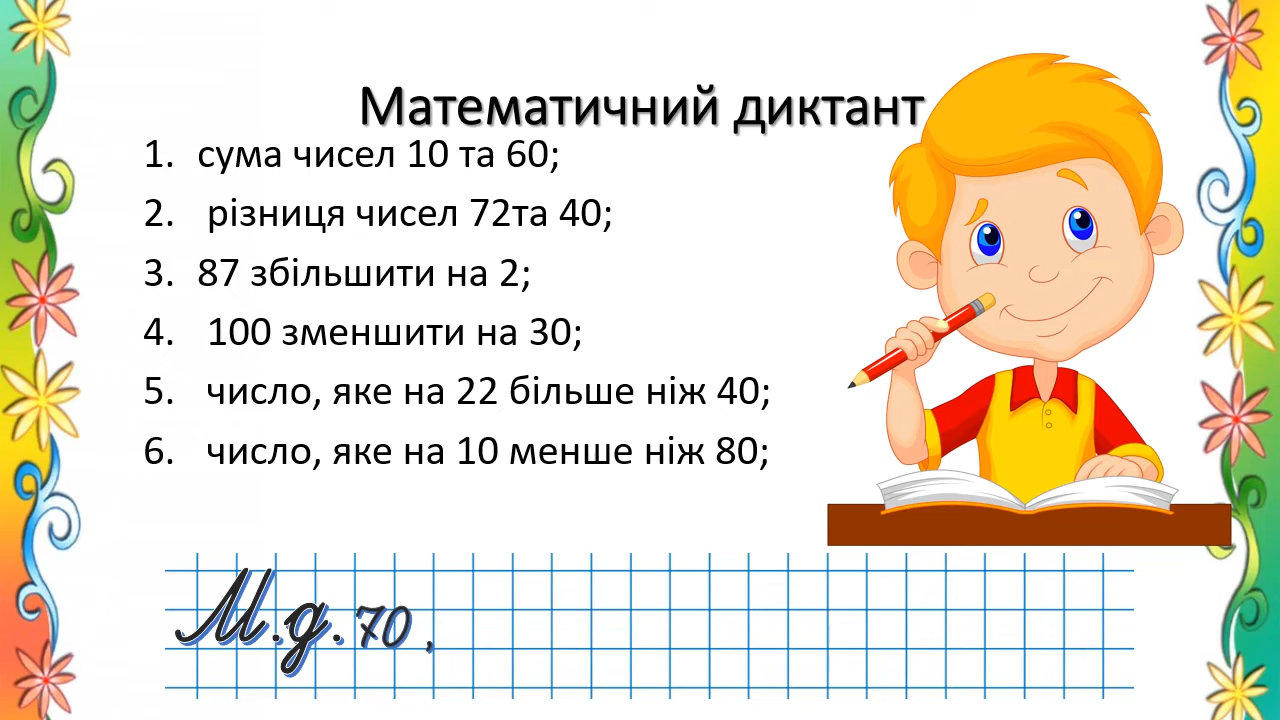 Математичний диктант
1. сума чисел 10 та 60;
2. різниця чисел 72та 40;
3. 87 збільшити на 2;
4. 100 зменшити на 30;
5. число, яке на 22 більше ніж 40;
6. число, яке на 10 менше ніж 80;
М.д. 70 ,